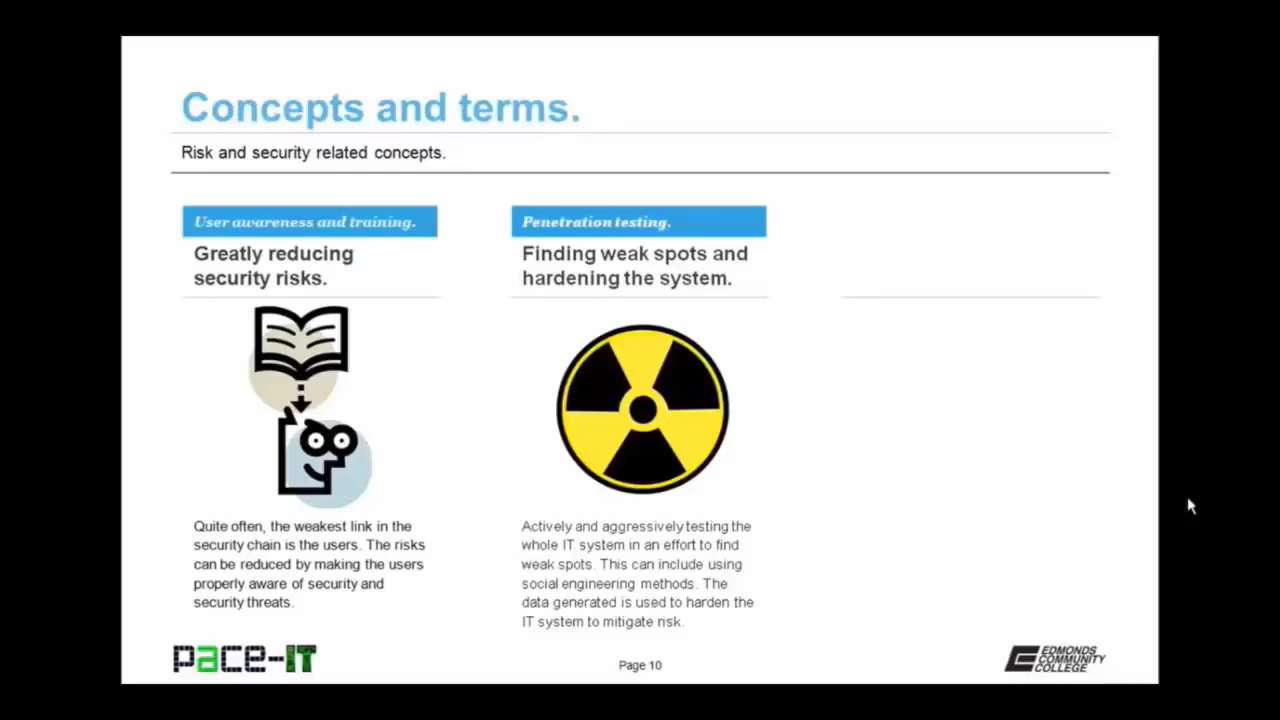 Concepts and terms.
Risk and security related concepts.
User awareness and training.
Greatly reducing
security risks.
Quite often, the weakest link in the
security chain is the users. The risks
can be reduced by making the users
properly aware of security and
security threats.
Penetration testing.
Finding weak spots and
hardening the system.
Actively and aggressively testing the
whole IT system in an effort to find
weak spots. This can include using
social engineering methods. The
data generated is used to harden the
IT system to mitigate risk.
pace-IT
Page 10
EDMONDS
COMMUNITY
COLLEGE